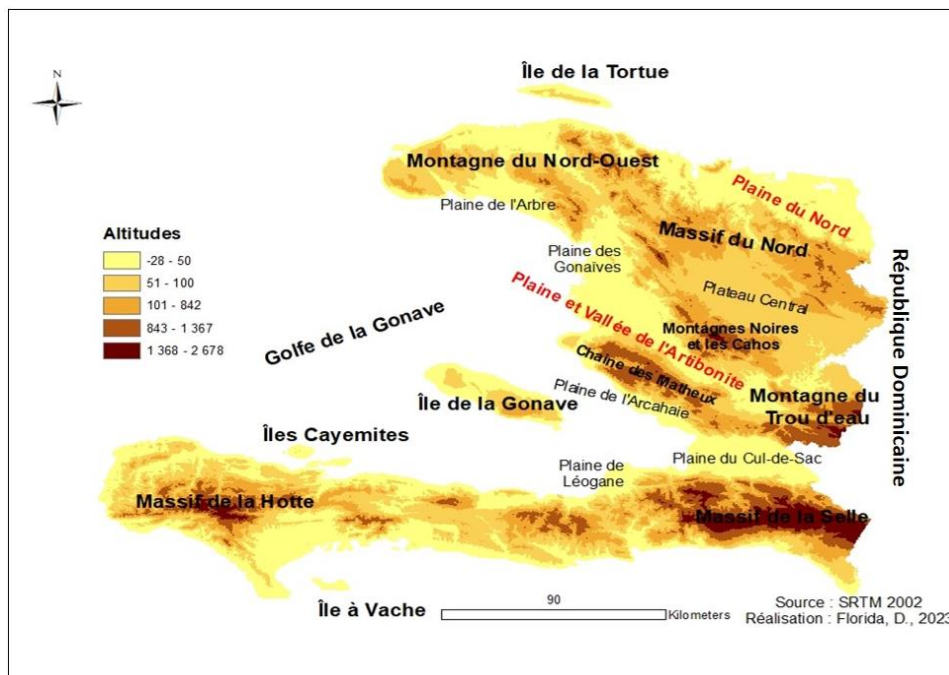 N
Île de la Tortue
Montagne du Nord-Ouest
Plaine du Nord
Plaine de l'Arbre
Massif du Nord
Plaine des
Gonaïves
Altitudes
-28 - 50
51 - 100
101 - 842
843 - 1 367
1 368 - 2 678
Plateau Central
République Dominicaine
Golfe de la Gonave
Plaine et Vallée de l'Artibonite
Montagnes Noires
et les Cahos
Chaîne des Matheux
Plaine de l'Arcahaie
Montagne du
Trou d'eau
Île de la Gonave
Îles Cayemites
Plaine de
Léogane
Plaine du Cul-de-Sac
Massif de la Hotte
Massif de la Selle
Île à Vache
90
Kilometers
Source : SRTM 2002
Réalisation : Florida, D., 2023